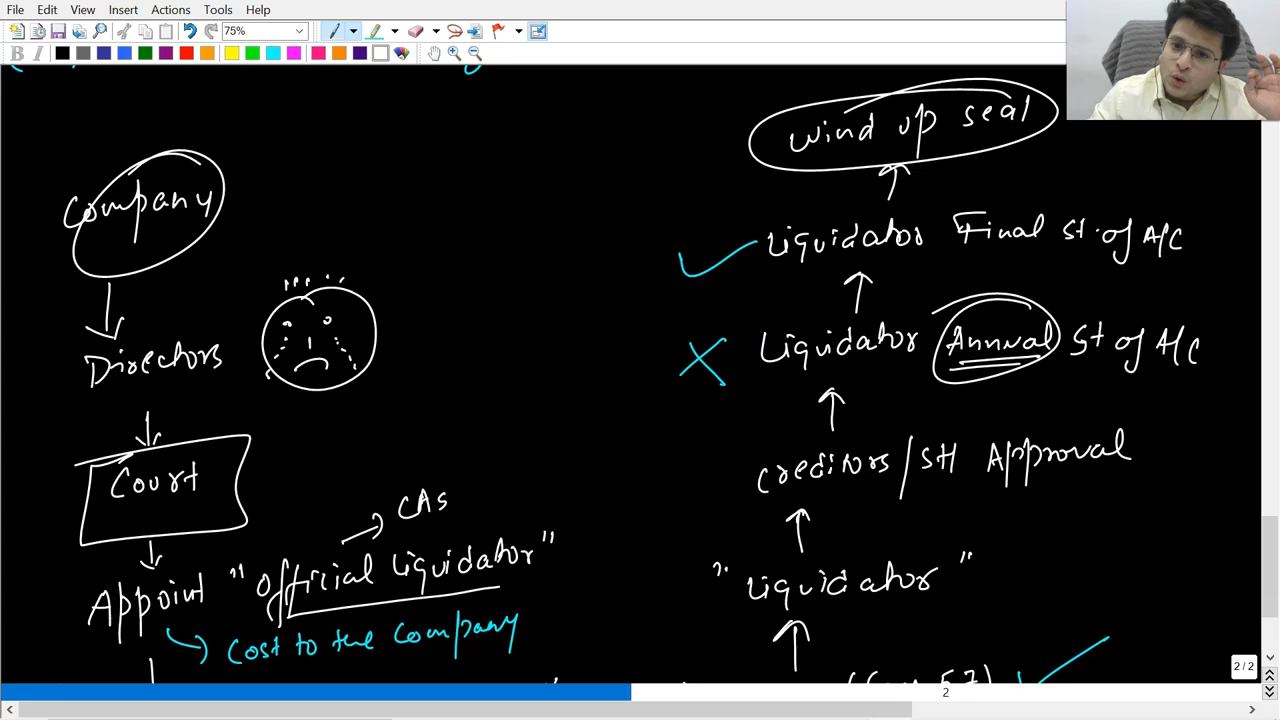 File Edit View Insert Actions Tools Help
75%
B I
wind up seal
Company
Liquidator Final St. of A/C
Directors
Liquidator Annual St of A/C
Court
Creditors/SH Approval
CAs
Appoint "Official Liquidator"
"Liquidator"
Cost to the Company
2/2
2